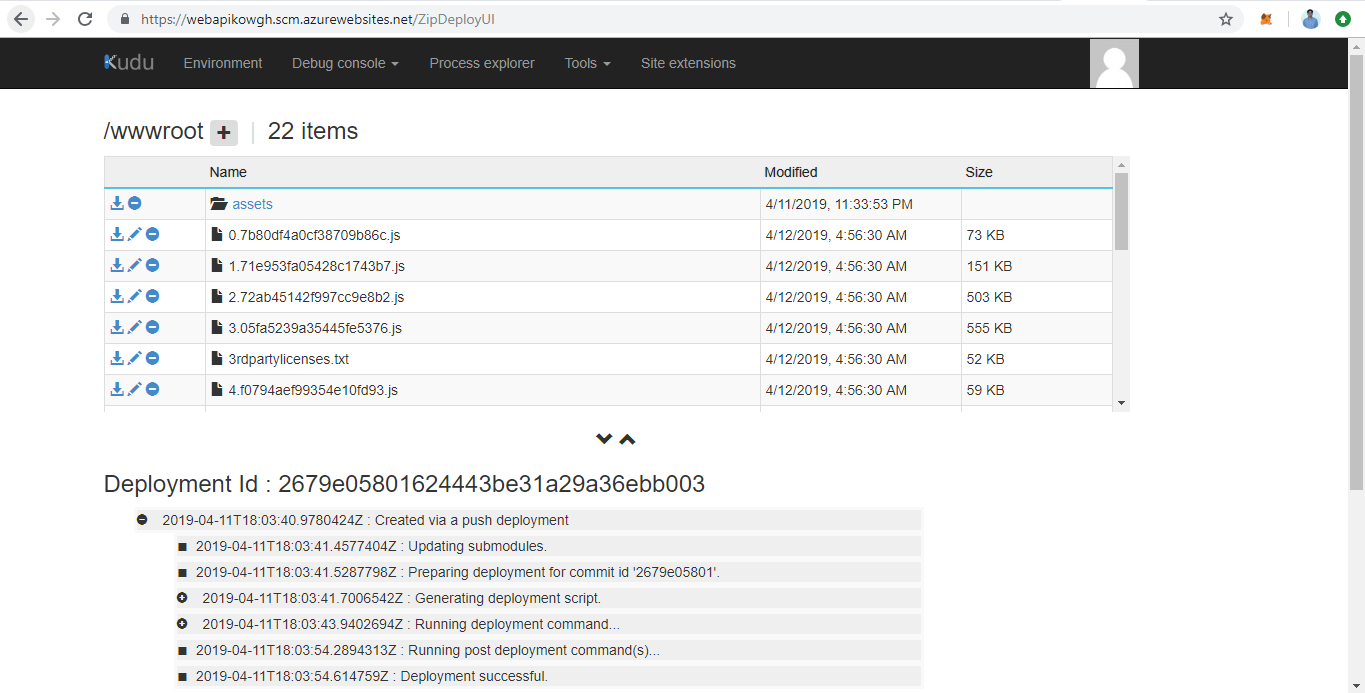 https://webapikowgh.scm.azurewebsites.net/ZipDeployUI
Kudu Environment Debug console Process explorer Tools Site extensions
/wwwroot + | 22 items
Name Modified Size
assets 4/11/2019, 11:33:53 PM
0.7b80df4a0cf38709b86c.js 4/12/2019, 4:56:30 AM 73 KB
1.71e953fa05428c1743b7.js 4/12/2019, 4:56:30 AM 151 KB
2.72ab45142f997cc9e8b2.js 4/12/2019, 4:56:30 AM 503 KB
3.05fa5239a35445fe5376.js 4/12/2019, 4:56:30 AM 555 KB
3rdpartylicenses.txt 4/12/2019, 4:56:30 AM 52 KB
4.f0794aef99354e10fd93.js 4/12/2019, 4:56:30 AM 59 KB
Deployment Id : 2679e05801624443be31a29a36ebb003
2019-04-11T18:03:40.9780424Z : Created via a push deployment
2019-04-11T18:03:41.4577404Z : Updating submodules.
2019-04-11T18:03:41.5287798Z : Preparing deployment for commit id '2679e05801'.
2019-04-11T18:03:41.7006542Z : Generating deployment script.
2019-04-11T18:03:43.9402694Z : Running deployment command...
2019-04-11T18:03:54.2894313Z : Running post deployment command(s)...
2019-04-11T18:03:54.614759Z : Deployment successful.